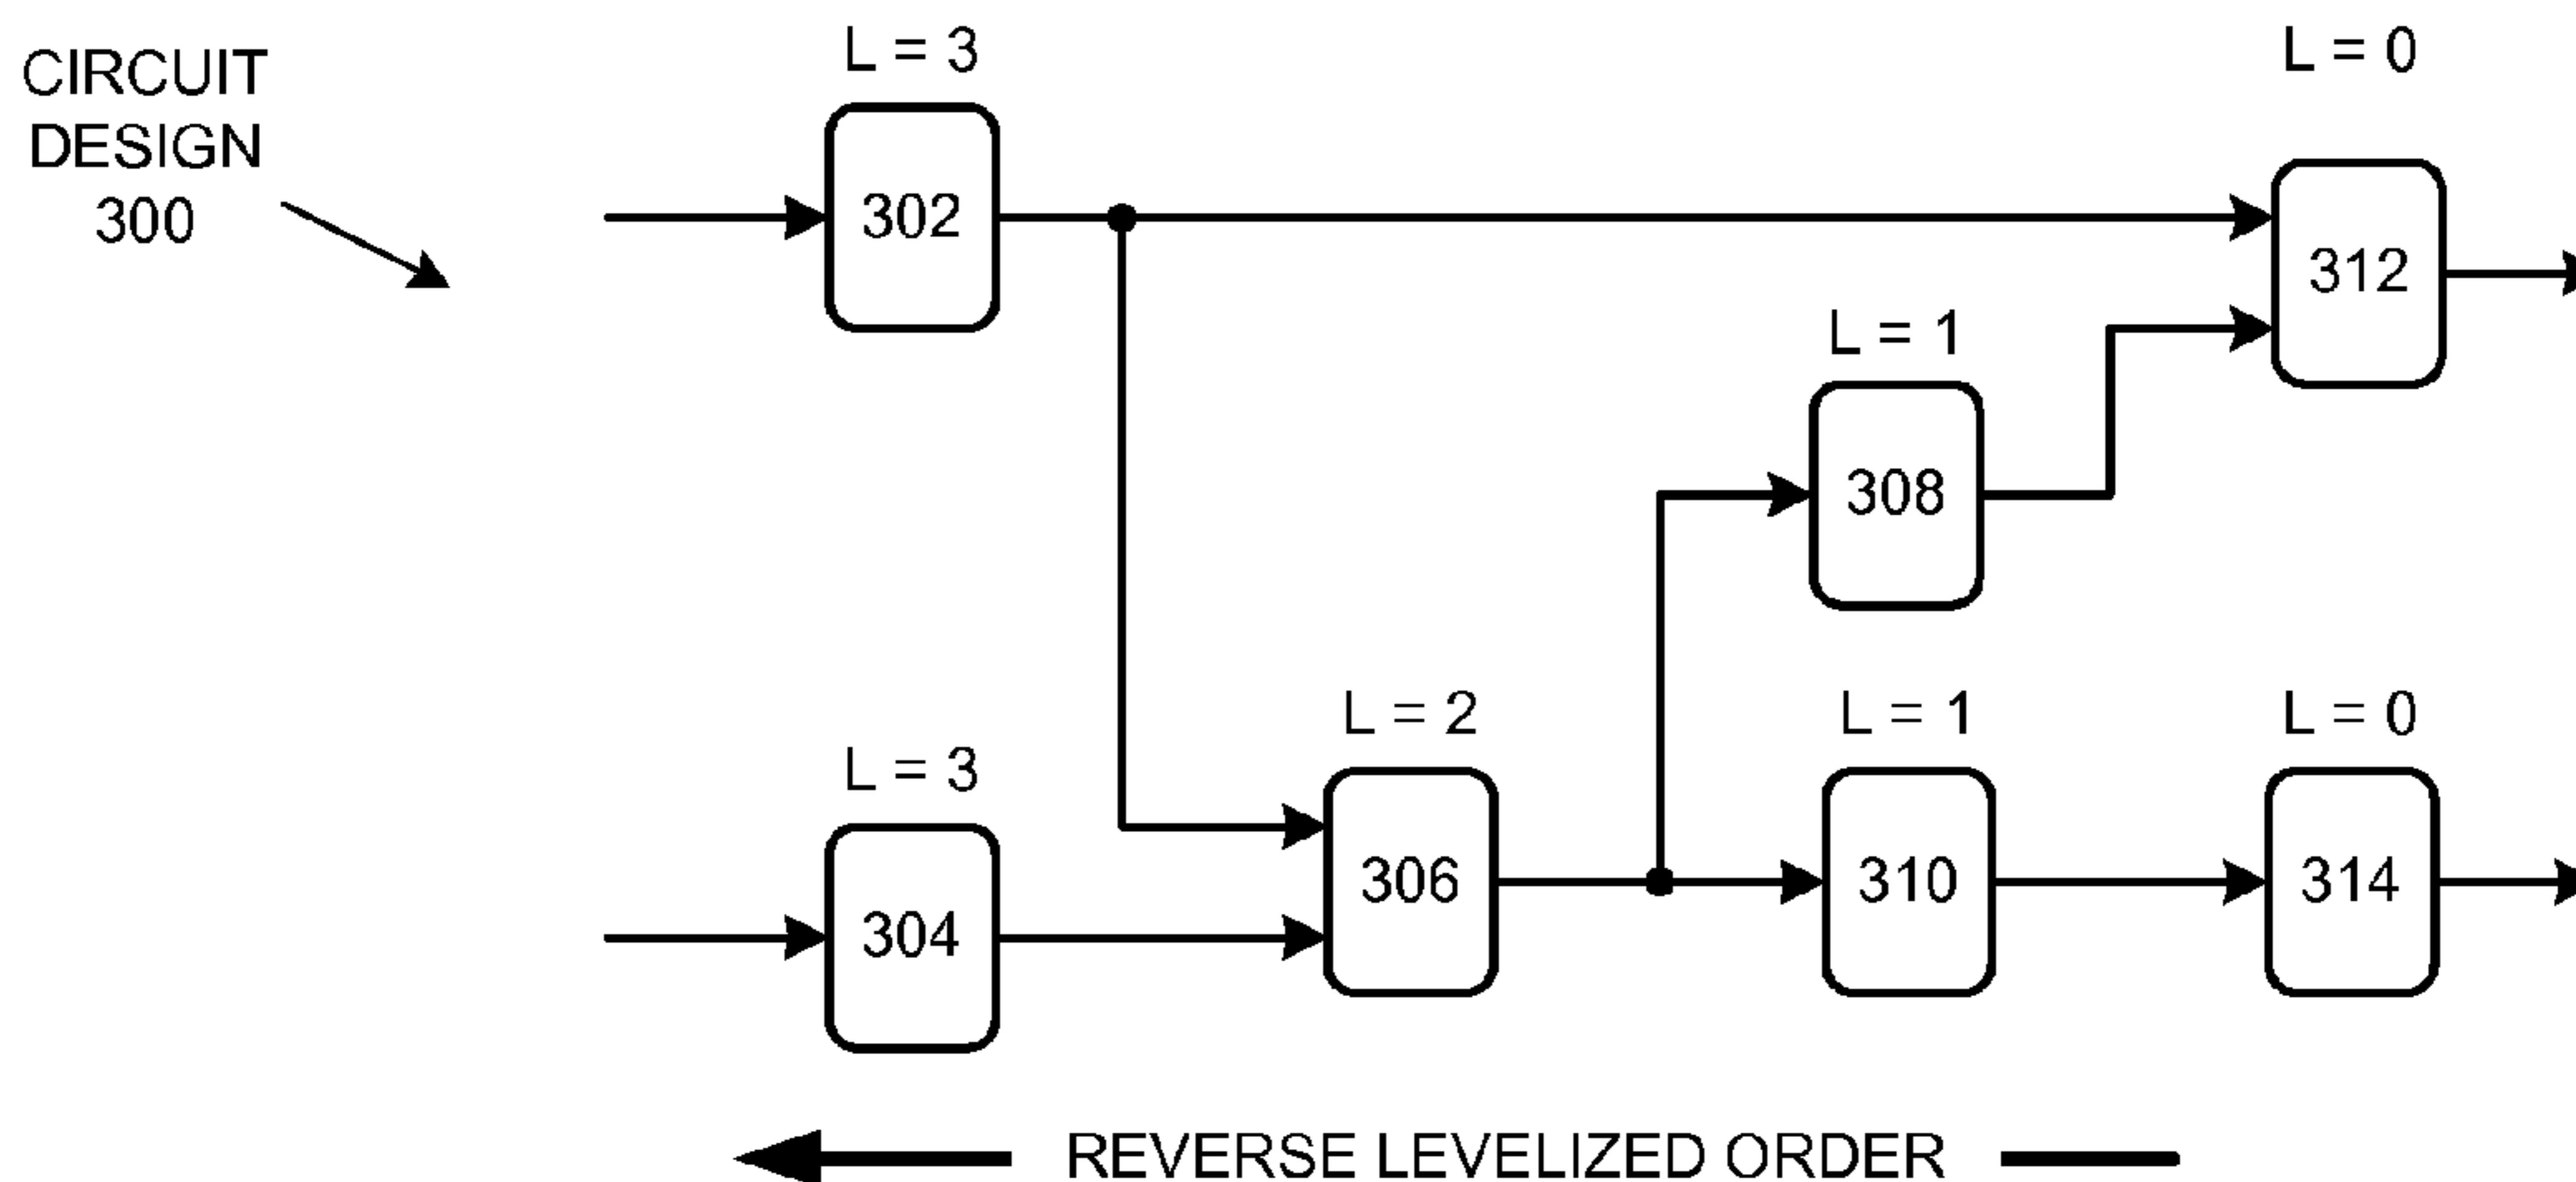 CIRCUIT
DESIGN
300
L = 3
302
L = 0
312
L = 1
308
L = 3
304
L = 2
306
L = 1
310
L = 0
314
REVERSE LEVELIZED ORDER